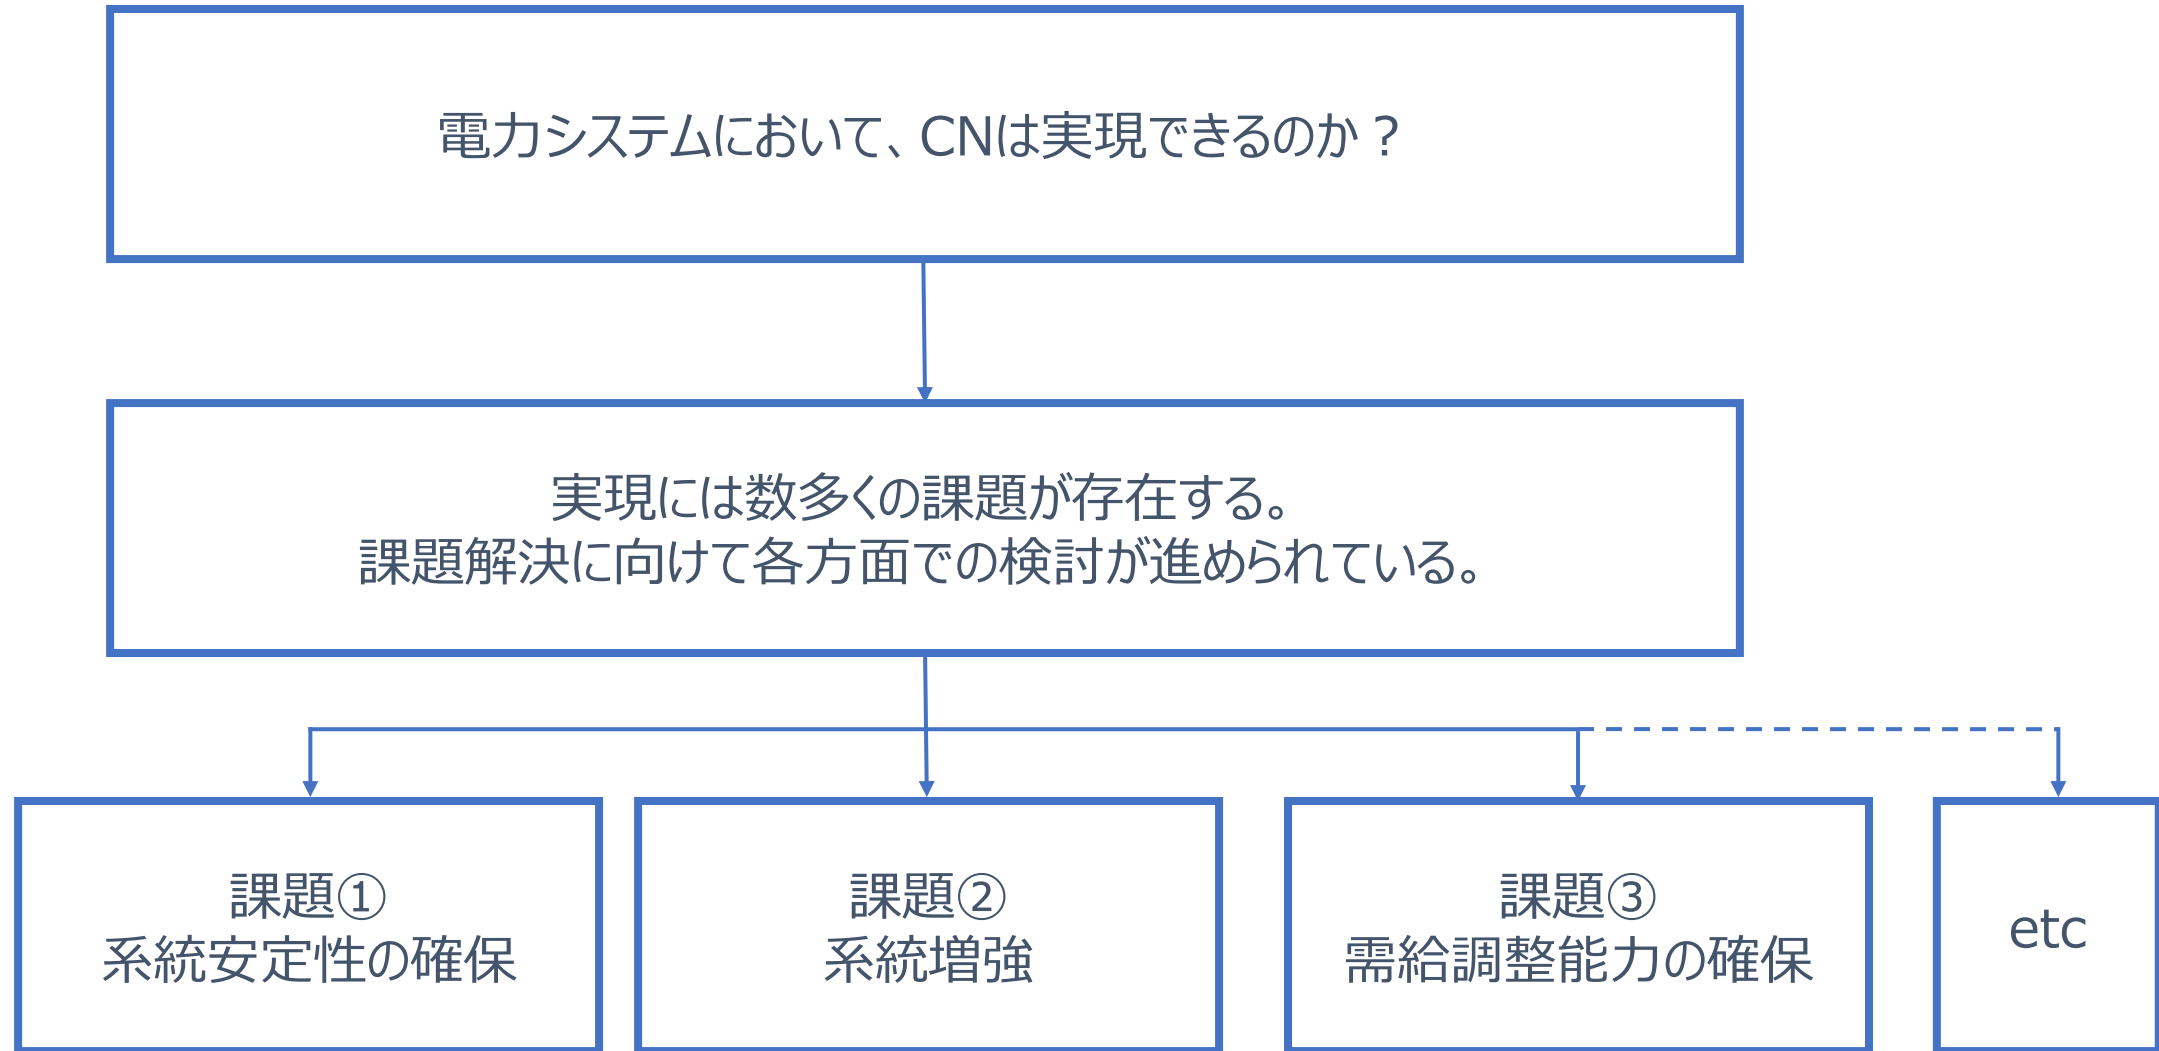 電力システムにおいて、CNは実現できるのか？
実現には数多くの課題が存在する。
課題解決に向けて各方面での検討が進められている。
課題①
系統安定性の確保
課題②
系統増強
課題③
需給調整能力の確保
etc